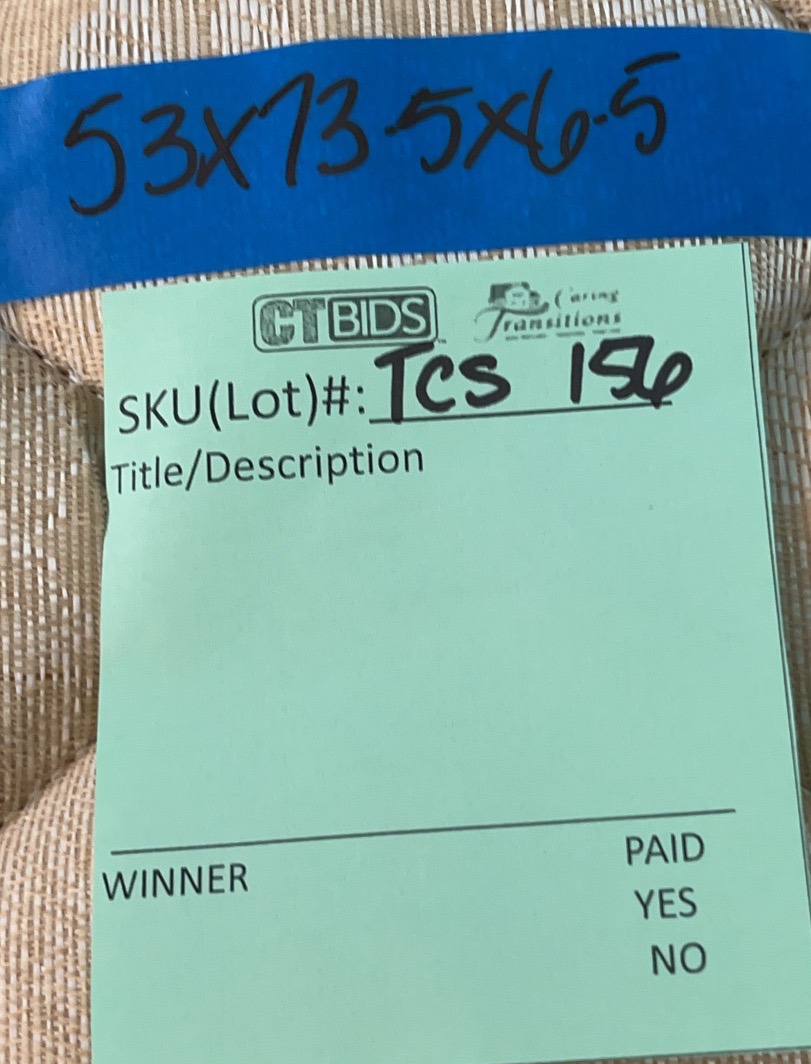 53x73.5x6.5
CTBIDS Caring Transitions
SKU(Lot)#: TCS 156
Title/Description
WINNER PAID
YES
NO